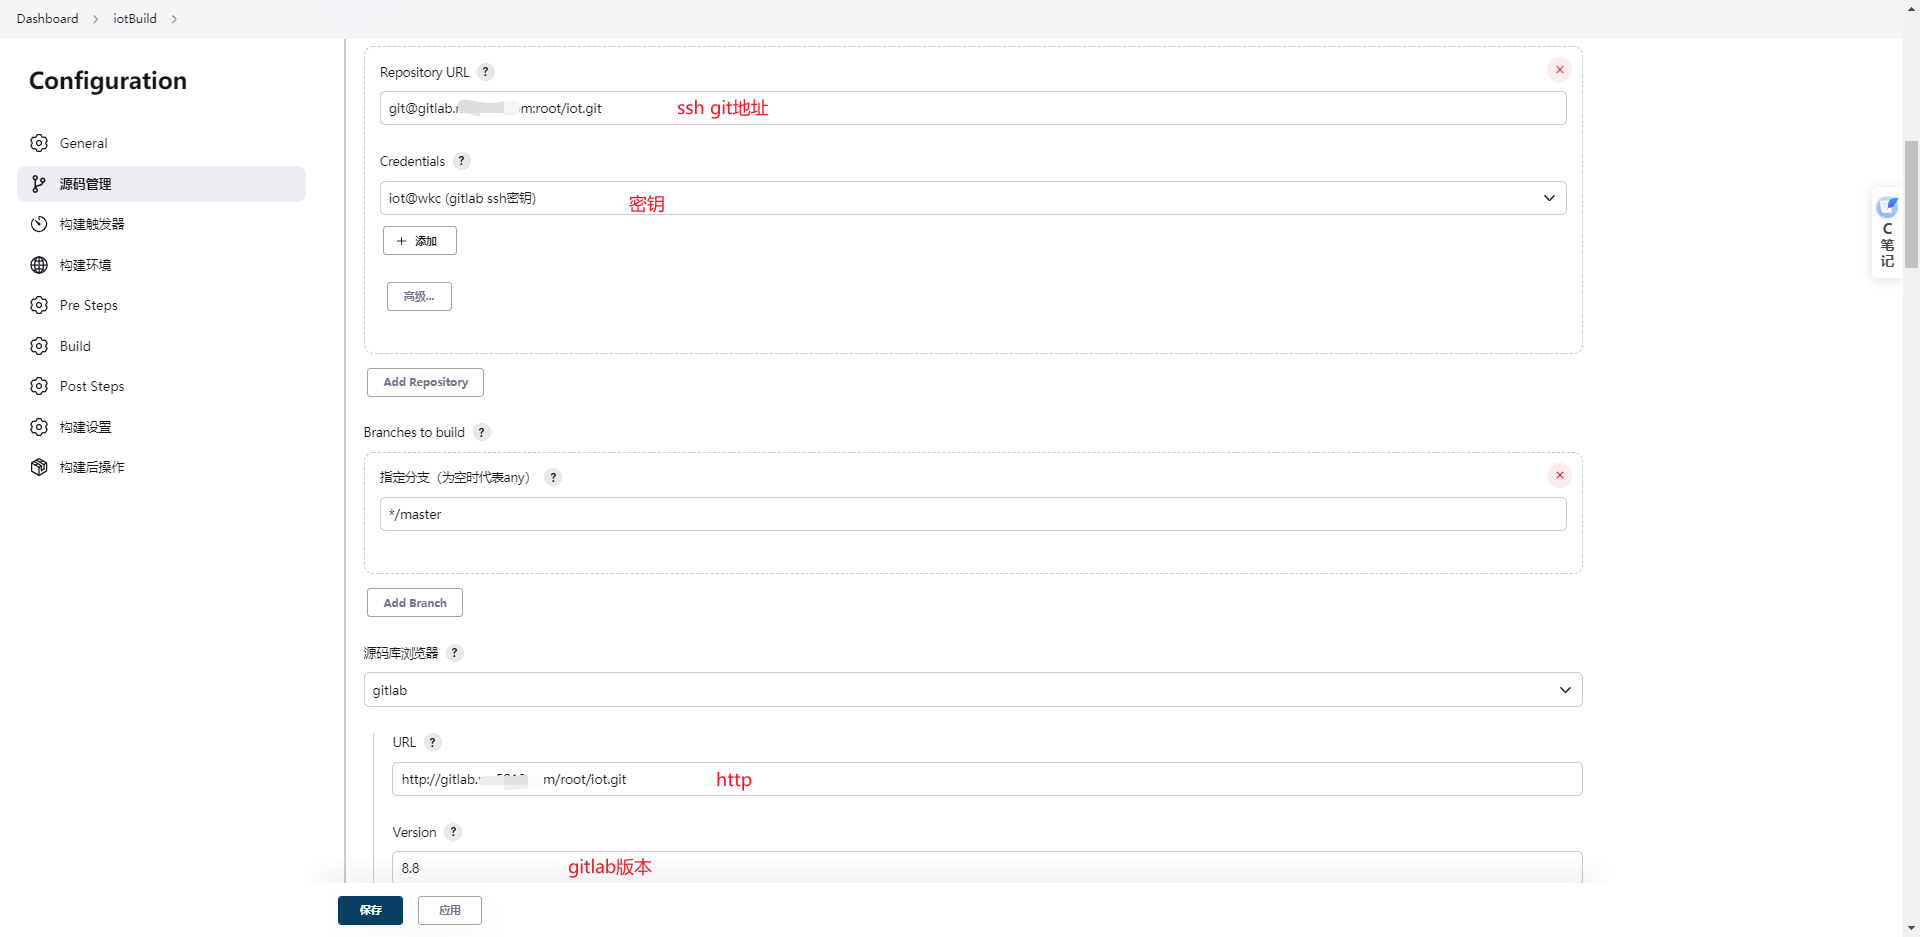 Dashboard > iotBuild >
Configuration
General
源码管理
构建触发器
构建环境
Pre Steps
Build
Post Steps
构建设置
构建后操作
Repository URL ?
git@gitlab. m:root/iot.git ssh git地址
Credentials ?
iot@wkc (gitlab ssh密钥) 密钥
+ 添加
高级...
Add Repository
Branches to build ?
指定分支（为空时代表any） ?
*/master
Add Branch
源码库浏览器 ?
gitlab
URL ?
http://gitlab. m/root/iot.git http
Version ?
8.8 gitlab版本
保存 应用
C
笔
记